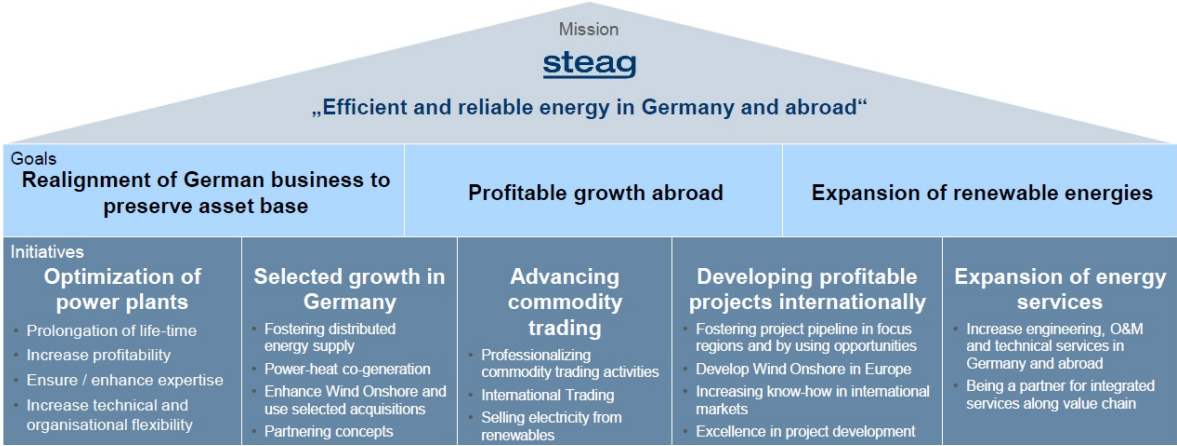 Mission
steag
„Efficient and reliable energy in Germany and abroad“
Goals
Realignment of German business to
preserve asset base
Profitable growth abroad
Expansion of renewable energies
Initiatives
Optimization of
power plants
• Prolongation of life-time
• Increase profitability
• Ensure / enhance expertise
• Increase technical and
organisational flexibility
Selected growth in
Germany
• Fostering distributed
energy supply
• Power-heat co-generation
• Enhance Wind Onshore and
use selected acquisitions
• Partnering concepts
Advancing
commodity
trading
• Professionalizing
commodity trading activities
• International Trading
• Selling electricity from
renewables
Developing profitable
projects internationally
• Fostering project pipeline in focus
regions and by using opportunities
• Develop Wind Onshore in Europe
• Increasing know-how in international
markets
• Excellence in project development
Expansion of energy
services
• Increase engineering, O&M
and technical services in
Germany and abroad
• Being a partner for integrated
services along value chain